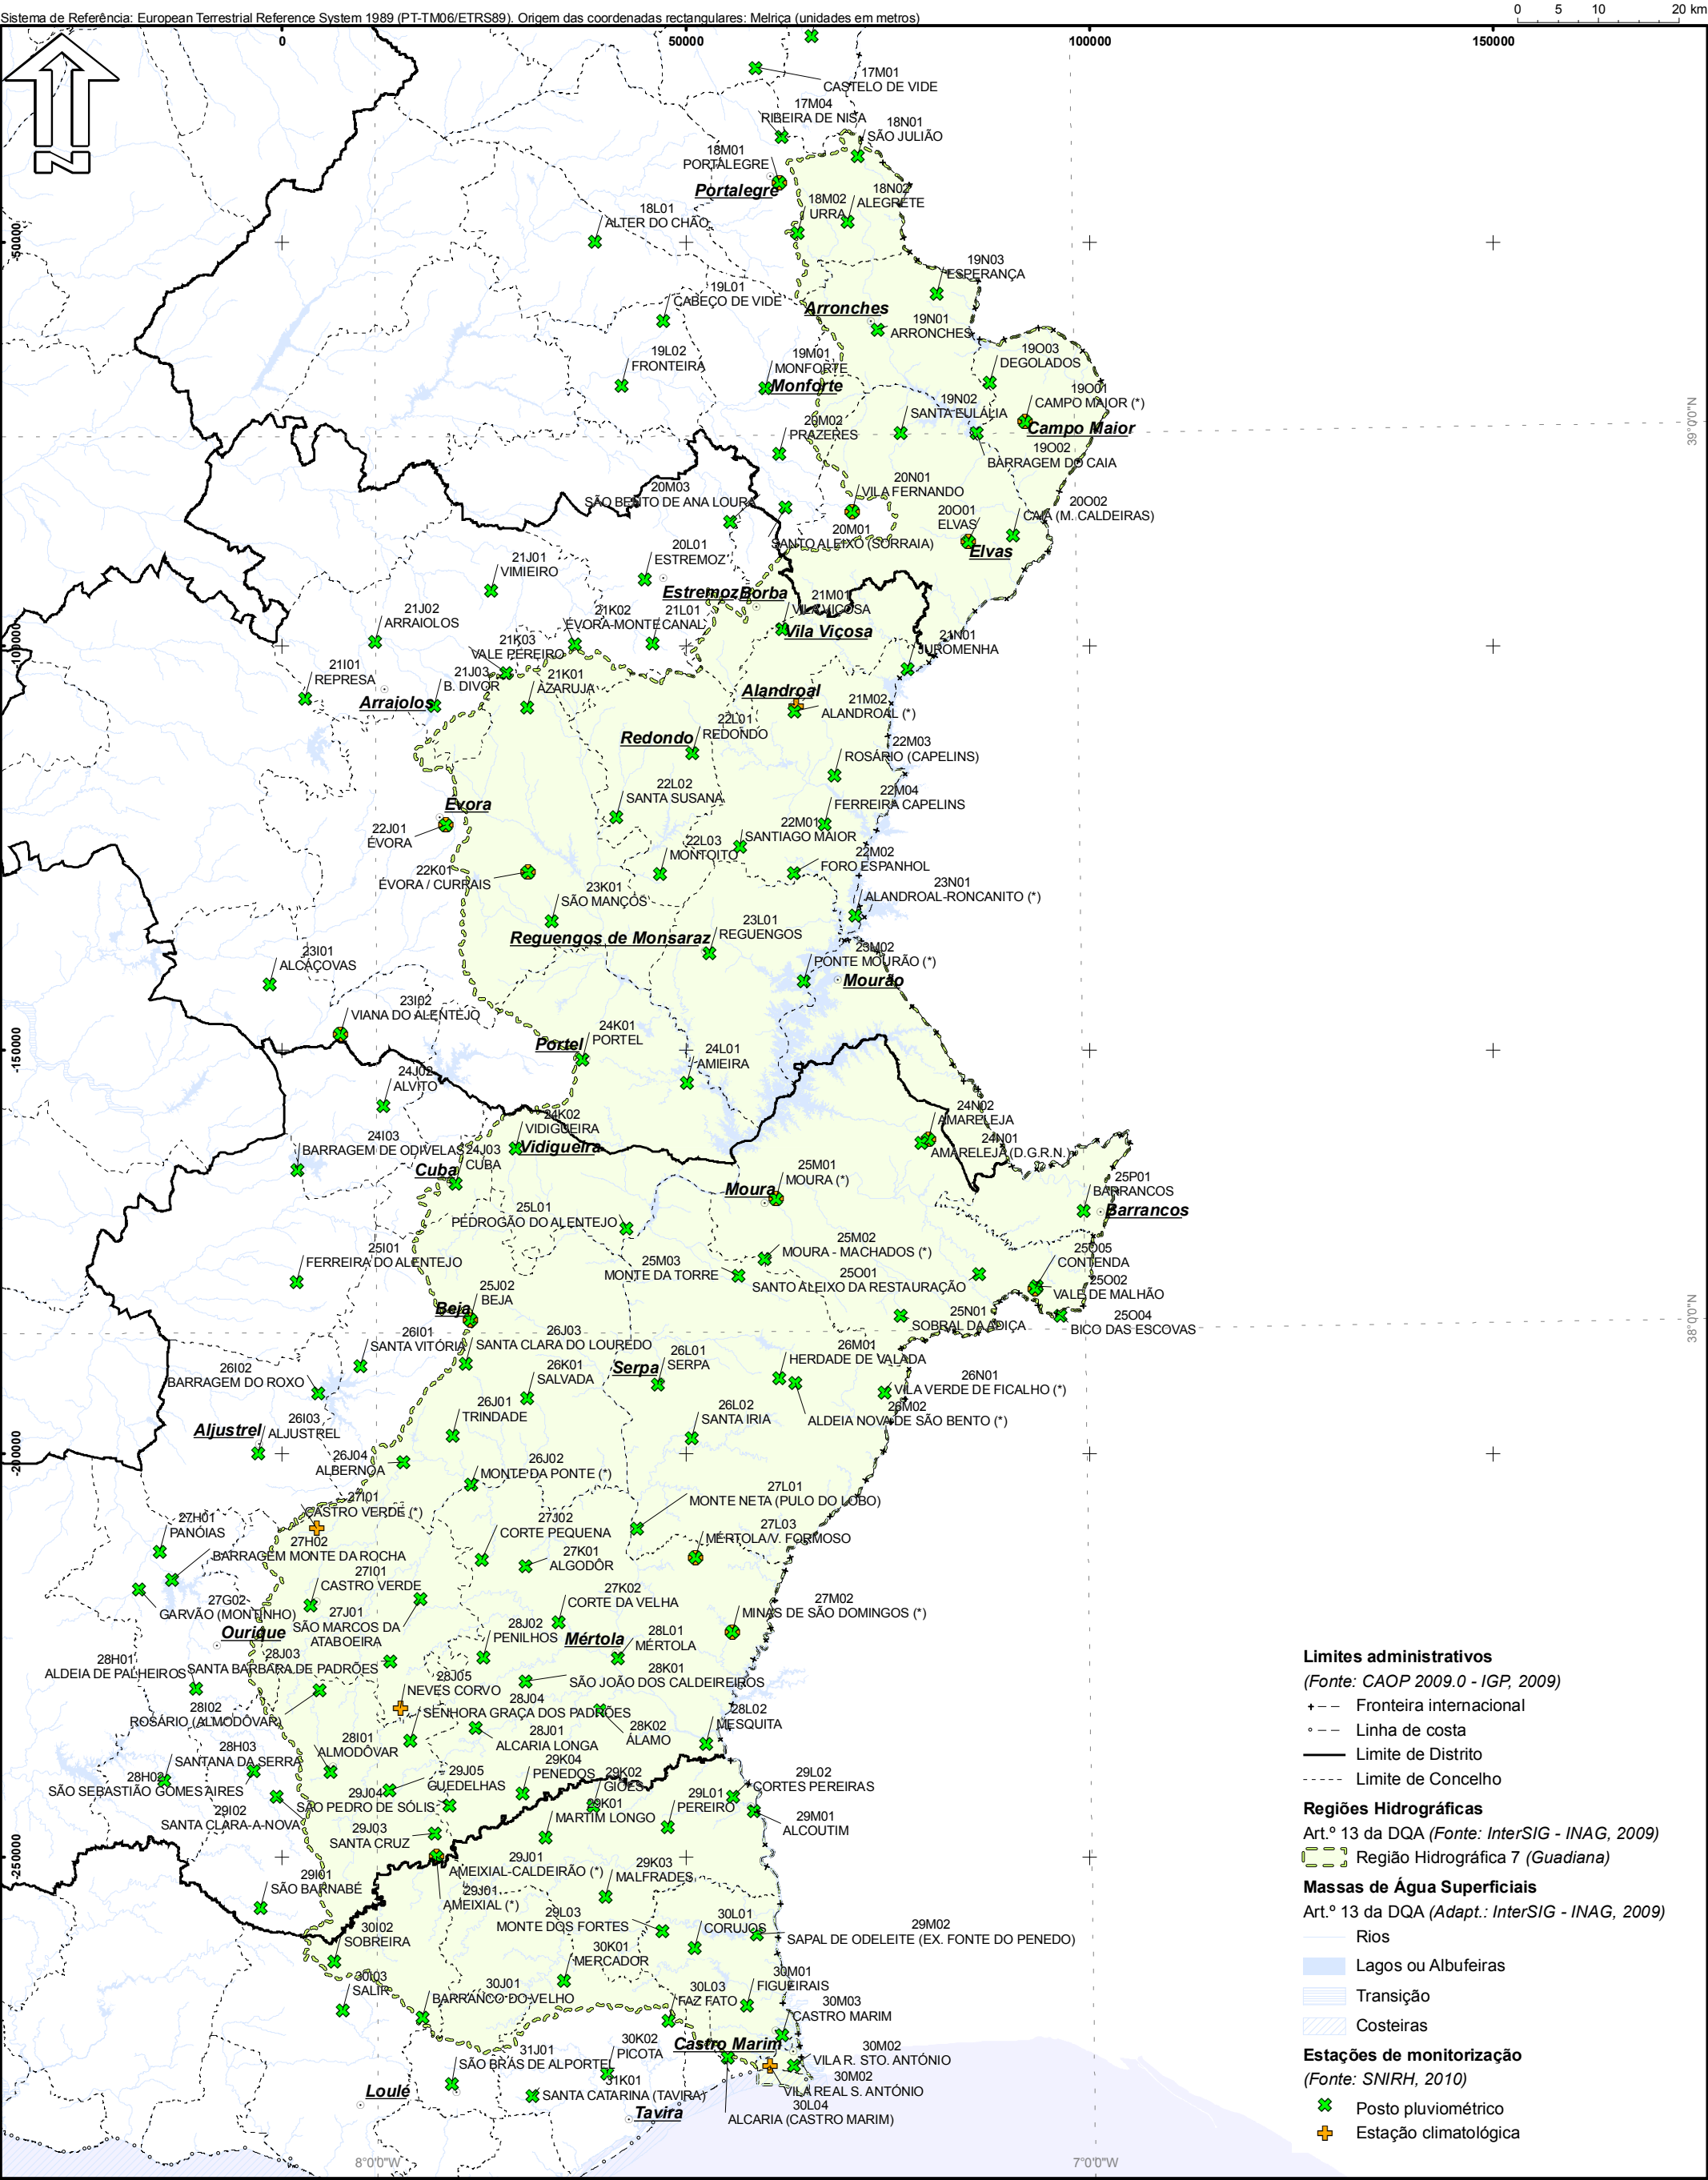 Sistema de Referência: European Terrestrial Reference System 1989 (PT-TM06/ETRS89). Origem das coordenadas rectangulares: Melriça (unidades em metros)
0 5 10 20 km
0 50000 100000 150000
N
17M01
CASTELO DE VIDE
17M04
RIBEIRA DE NISA
18N01
SÃO JULIÃO
18M01
PORTALEGRE
Portalegre
18N02
ALEGRETE
18M02
URRA
18L01
ALTER DO CHÃO
-50000
19N03
ESPERANÇA
19L01
CABEÇO DE VIDE
Arronches
19N01
ARRONCHES
19O03
DEGOLADOS
19L02
FRONTEIRA
19M01
MONFORTE
Monforte
19O01
CAMPO MAIOR (*)
Campo Maior
19N02
SANTA EULÁLIA
39°0'0"N
20M02
PRAZERES
19O02
BARRAGEM DO CAIA
20N01
VILA FERNANDO
20M03
SÃO BENTO DE ANA LOURA
20O02
CAIA (M. CALDEIRAS)
20O01
ELVAS
Elvas
20M01
SANTO ALEIXO (SORRAIA)
20L01
ESTREMOZ
21J01
VIMIEIRO
Estremoz
Borba
21M01
VILA VIÇOSA
Vila Viçosa
21J02
ARRAIOLOS
21K02
ÉVORA-MONTE
21L01
CANAL
-100000
21K03
VALE PEREIRO
21N01
JUROMENHA
21I01
REPRESA
21J03
B. DIVOR
21K01
AZARUJA
Arraiolos
Alandroal
21M02
ALANDROAL (*)
22L01
REDONDO
Redondo
22M03
ROSÁRIO (CAPELINS)
22L02
SANTA SUSANA
22M04
FERREIRA CAPELINS
Évora
22J01
ÉVORA
22M01
SANTIAGO MAIOR
22L03
MONTOITO
22M02
FORO ESPANHOL
22K01
ÉVORA / CURRAIS
23K01
SÃO MANÇOS
23N01
ALANDROAL-RONCANITO (*)
Reguengos de Monsaraz
23L01
REGUENGOS
23M02
PONTE MOURÃO (*)
Mourão
23I01
ALCÁÇOVAS
23I02
VIANA DO ALENTEJO
-150000
24K01
PORTEL
Portel
24L01
AMIEIRA
24J02
ALVITO
24K02
VIDIGUEIRA
Vidigueira
24N02
AMARELEJA
24N01
AMARELEJA (D.G.R.N.)
24I03
BARRAGEM DE ODIVELAS
24J03
CUBA
Cuba
25M01
MOURA (*)
Moura
25P01
BARRANCOS
Barrancos
25L01
PEDROGÃO DO ALENTEJO
25M02
MOURA - MACHADOS (*)
25M03
MONTE DA TORRE
25I01
FERREIRA DO ALENTEJO
25O01
SANTO ALEIXO DA RESTAURAÇÃO
25O05
CONTENDA
25O02
VALE DE MALHÃO
25J02
BEJA
Beja
25N01
SOBRAL DA ADIÇA
25O04
BICO DAS ESCOVAS
38°0'0"N
26I01
SANTA VITÓRIA
26J03
SANTA CLARA DO LOUREDO
26L01
SERPA
Serpa
26M01
HERDADE DE VALADA
26I02
BARRAGEM DO ROXO
26K01
SALVADA
26N01
VILA VERDE DE FICALHO (*)
26M02
ALDEIA NOVA DE SÃO BENTO (*)
26J01
TRINDADE
26L02
SANTA IRIA
26I03
ALJUSTREL
Aljustrel
-200000
26J04
ALBERNOA
26J02
MONTE DA PONTE (*)
27I01
CASTRO VERDE (*)
27L01
MONTE NETA (PULO DO LOBO)
27H01
PANÓIAS
27J02
CORTE PEQUENA
27L03
MÉRTOLA/V. FORMOSO
27H02
BARRAGEM MONTE DA ROCHA
27K01
ALGODÔR
27I01
CASTRO VERDE
27K02
CORTE DA VELHA
27G02
GARVÃO (MONTINHO)
27J01
SÃO MARCOS DA
ATABOEIRA
27M02
MINAS DE SÃO DOMINGOS (*)
Ourique
28J02
PENILHOS
Mértola
28L01
MÉRTOLA
28H01
ALDEIA DE PALHEIROS
28J03
SANTA BARBARA DE PADRÕES
28K01
SÃO JOÃO DOS CALDEIREIROS
28J05
NEVES CORVO
28I02
ROSÁRIO (ALMODÔVAR)
28J04
SENHORA GRAÇA DOS PADRÕES
28K02
ÁLAMO
28L02
MESQUITA
28J01
ALCARIA LONGA
28I01
ALMODÔVAR
28H03
SANTANA DA SERRA
28H02
SÃO SEBASTIÃO GOMES AIRES
29K04
PENEDOS
29J05
GUEDELHAS
29K02
GIÕES
29L02
CORTES PEREIRAS
29J04
SÃO PEDRO DE SÓLIS
29K01
MARTIM LONGO
29L01
PEREIRO
29M01
ALCOUTIM
29I02
SANTA CLARA-A-NOVA
29J03
SANTA CRUZ
-250000
29J01
AMEIXIAL-CALDEIRÃO (*)
29J01
AMEIXIAL (*)
29K03
MALFRADES
29I01
SÃO BARNABÉ
29L03
MONTE DOS FORTES
30L01
CORUJOS
29M02
SAPAL DE ODELEITE (EX. FONTE DO PENEDO)
30I02
SOBREIRA
30K01
MERCADOR
30I03
SALIR
30J01
BARRANCO DO VELHO
30L03
FAZ FATO
30M01
FIGUEIRAIS
30M03
CASTRO MARIM
Castro Marim
30K02
PICOTA
30M02
VILA R. STO. ANTÓNIO
30M02
VILA REAL S. ANTÓNIO
31J01
SÃO BRÁS DE ALPORTEL
31K01
SANTA CATARINA (TAVIRA)
30L04
ALCARIA (CASTRO MARIM)
Loulé
Tavira
8°0'0"W
7°0'0"W
Limites administrativos
(Fonte: CAOP 2009.0 - IGP, 2009)
Fronteira internacional
Linha de costa
Limite de Distrito
Limite de Concelho
Regiões Hidrográficas
Art.º 13 da DQA (Fonte: InterSIG - INAG, 2009)
Região Hidrográfica 7 (Guadiana)
Massas de Água Superficiais
Art.º 13 da DQA (Adapt.: InterSIG - INAG, 2009)
Rios
Lagos ou Albufeiras
Transição
Costeiras
Estações de monitorização
(Fonte: SNIRH, 2010)
Posto pluviométrico
Estação climatológica